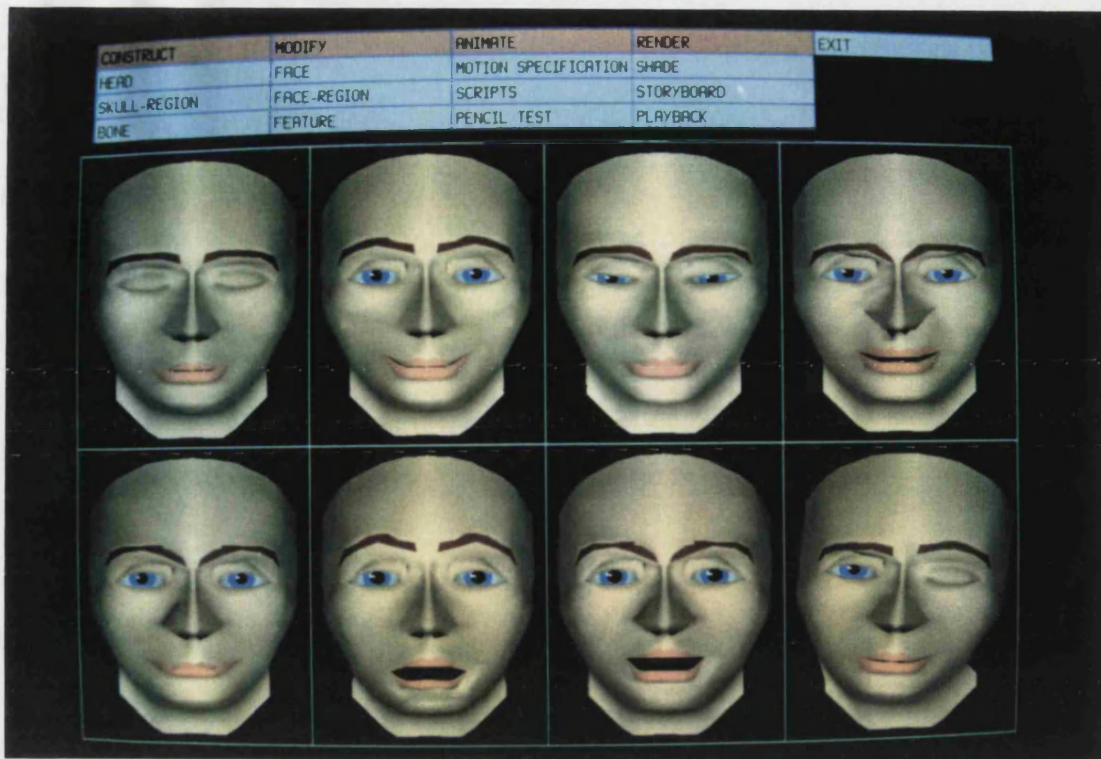 CONSTRUCT MODIFY ANIMATE RENDER EXIT
HEAD FACE MOTION SPECIFICATION SHADE
SKULL-REGION FACE-REGION SCRIPTS STORYBOARD
BONE FEATURE PENCIL TEST PLAYBACK